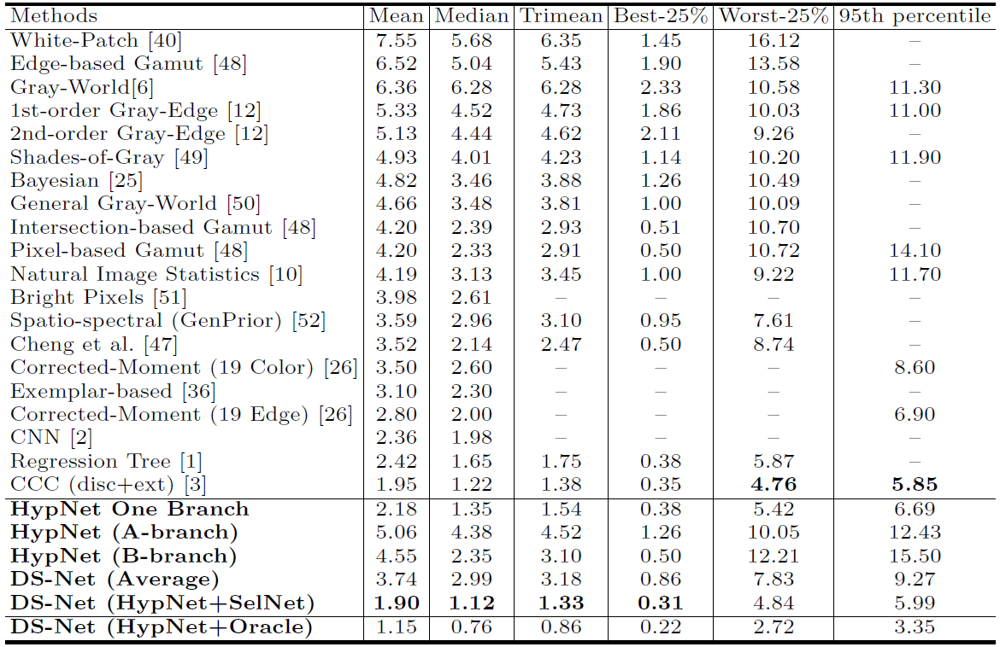 Methods Mean Median Trimean Best-25% Worst-25% 95th percentile
White-Patch [40] 7.55 5.68 6.35 1.45 16.12 –
Edge-based Gamut [48] 6.52 5.04 5.43 1.90 13.58 –
Gray-World[6] 6.36 6.28 6.28 2.33 10.58 11.30
1st-order Gray-Edge [12] 5.33 4.52 4.73 1.86 10.03 11.00
2nd-order Gray-Edge [12] 5.13 4.44 4.62 2.11 9.26 –
Shades-of-Gray [49] 4.93 4.01 4.23 1.14 10.20 11.90
Bayesian [25] 4.82 3.46 3.88 1.26 10.49 –
General Gray-World [50] 4.66 3.48 3.81 1.00 10.09 –
Intersection-based Gamut [48] 4.20 2.39 2.93 0.51 10.70 –
Pixel-based Gamut [48] 4.20 2.33 2.91 0.50 10.72 14.10
Natural Image Statistics [10] 4.19 3.13 3.45 1.00 9.22 11.70
Bright Pixels [51] 3.98 2.61 – – – –
Spatio-spectral (GenPrior) [52] 3.59 2.96 3.10 0.95 7.61 –
Cheng et al. [47] 3.52 2.14 2.47 0.50 8.74 –
Corrected-Moment (19 Color) [26] 3.50 2.60 – – – 8.60
Exemplar-based [36] 3.10 2.30 – – – –
Corrected-Moment (19 Edge) [26] 2.80 2.00 – – – 6.90
CNN [2] 2.36 1.98 – – – –
Regression Tree [1] 2.42 1.65 1.75 0.38 5.87 –
CCC (disc+ext) [3] 1.95 1.22 1.38 0.35 4.76 5.85
HypNet One Branch 2.18 1.35 1.54 0.38 5.42 6.69
HypNet (A-branch) 5.06 4.38 4.52 1.26 10.05 12.43
HypNet (B-branch) 4.55 2.35 3.10 0.50 12.21 15.50
DS-Net (Average) 3.74 2.99 3.18 0.86 7.83 9.27
DS-Net (HypNet+SelNet) 1.90 1.12 1.33 0.31 4.84 5.99
DS-Net (HypNet+Oracle) 1.15 0.76 0.86 0.22 2.72 3.35